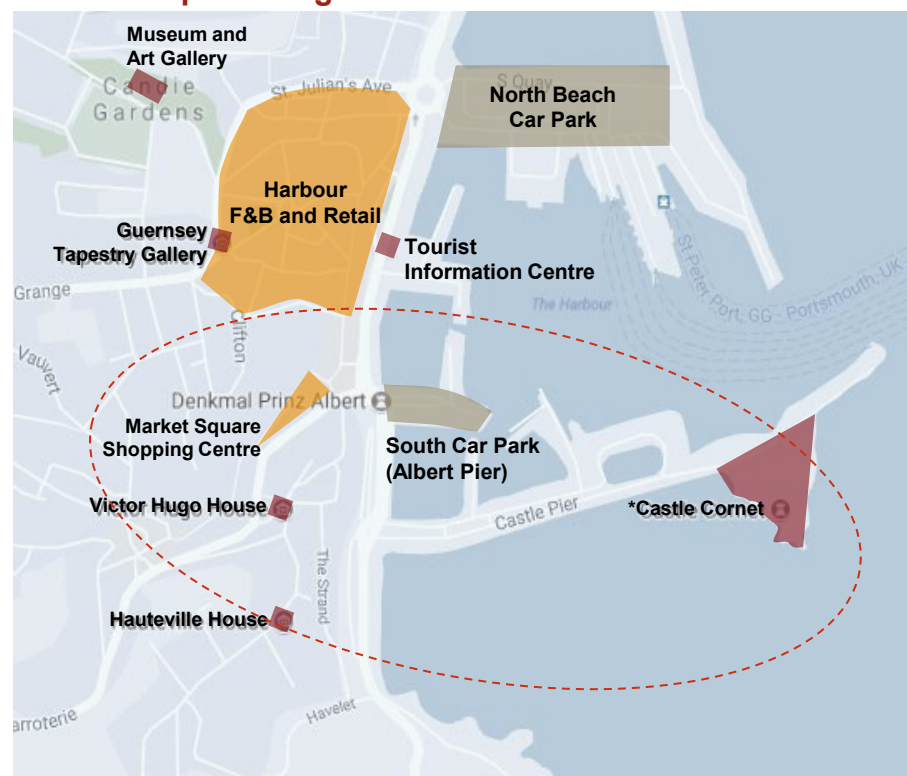 Museum and
Art Gallery
Candie
Gardens
St. Julian's Ave
S Quay
North Beach
Car Park
Harbour
F&B and Retail
Guernsey
Tapestry Gallery
Tourist
Information Centre
Grange
The Harbour
St Peter Port, GG - Portsmouth, UK
Clifton
Vauvert
Denkmal Prinz Albert
Market Square
Shopping Centre
South Car Park
(Albert Pier)
Victor Hugo House
Castle Pier
*Castle Cornet
The Strand
Hauteville House
Havelet
arroterie